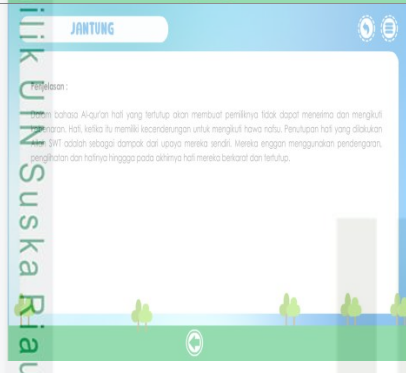 JANTUNG
Penjelasan :
Dalam bahasa Al-qur'an hati yang tertutup akan membuat pemiliknya tidak dapat menerima dan mengikuti
kebenaran. Hati, ketika itu memiliki kecenderungan untuk mengikuti hawa nafsu. Penutupan hati yang dilakukan
Allah SWT adalah sebagai dampak dari upaya mereka sendiri. Mereka enggan menggunakan pendengaran,
penglihatan dan hatinya hinggga pada akhirnya hati mereka berkarat dan tertutup.
ilik UIN Suska Riau